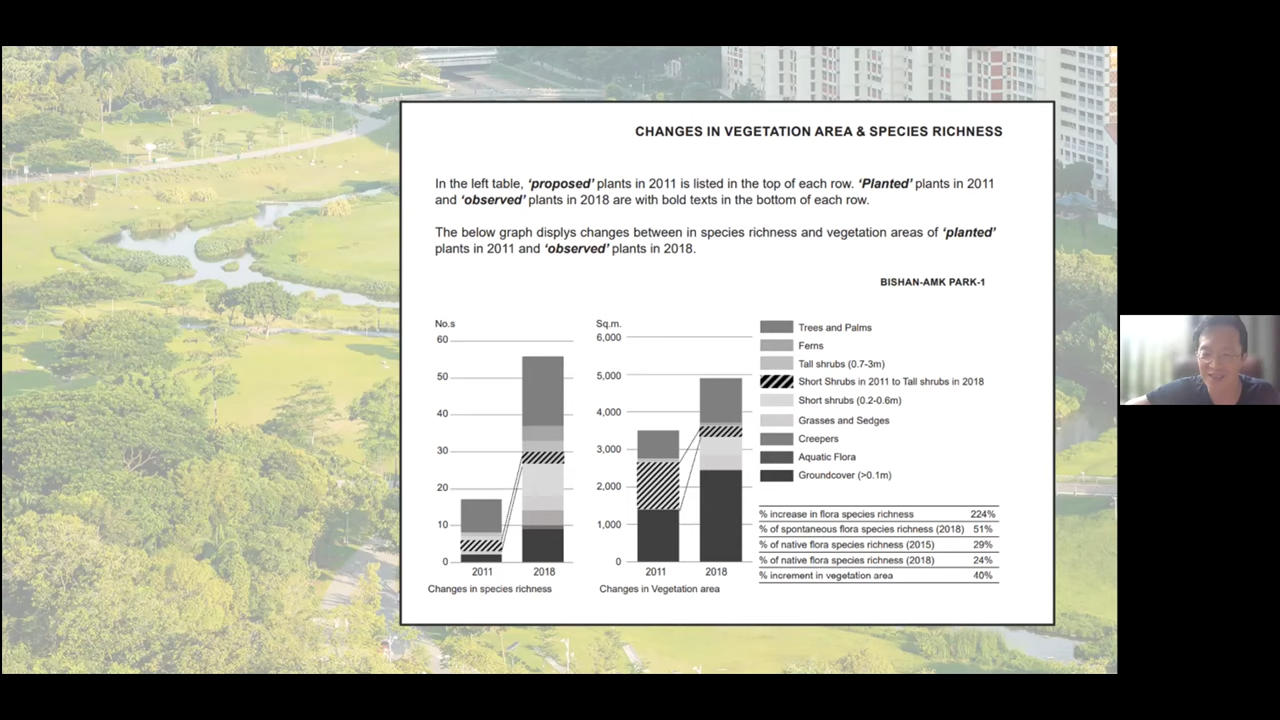 CHANGES IN VEGETATION AREA & SPECIES RICHNESS
In the left table, ‘proposed’ plants in 2011 is listed in the top of each row. ‘Planted’ plants in 2011
and ‘observed’ plants in 2018 are with bold texts in the bottom of each row.
The below graph displys changes between in species richness and vegetation areas of ‘planted’
plants in 2011 and ‘observed’ plants in 2018.
BISHAN-AMK PARK-1
No.s
60
50
40
30
20
10
0
2011 2018
Changes in species richness
Sq.m.
6,000
5,000
4,000
3,000
2,000
1,000
0
2011 2018
Changes in Vegetation area
Trees and Palms
Ferns
Tall shrubs (0.7-3m)
Short Shrubs in 2011 to Tall shrubs in 2018
Short shrubs (0.2-0.6m)
Grasses and Sedges
Creepers
Aquatic Flora
Groundcover (>0.1m)
% increase in flora species richness 224%
% of spontaneous flora species richness (2018) 51%
% of native flora species richness (2015) 29%
% of native flora species richness (2018) 24%
% increment in vegetation area 40%